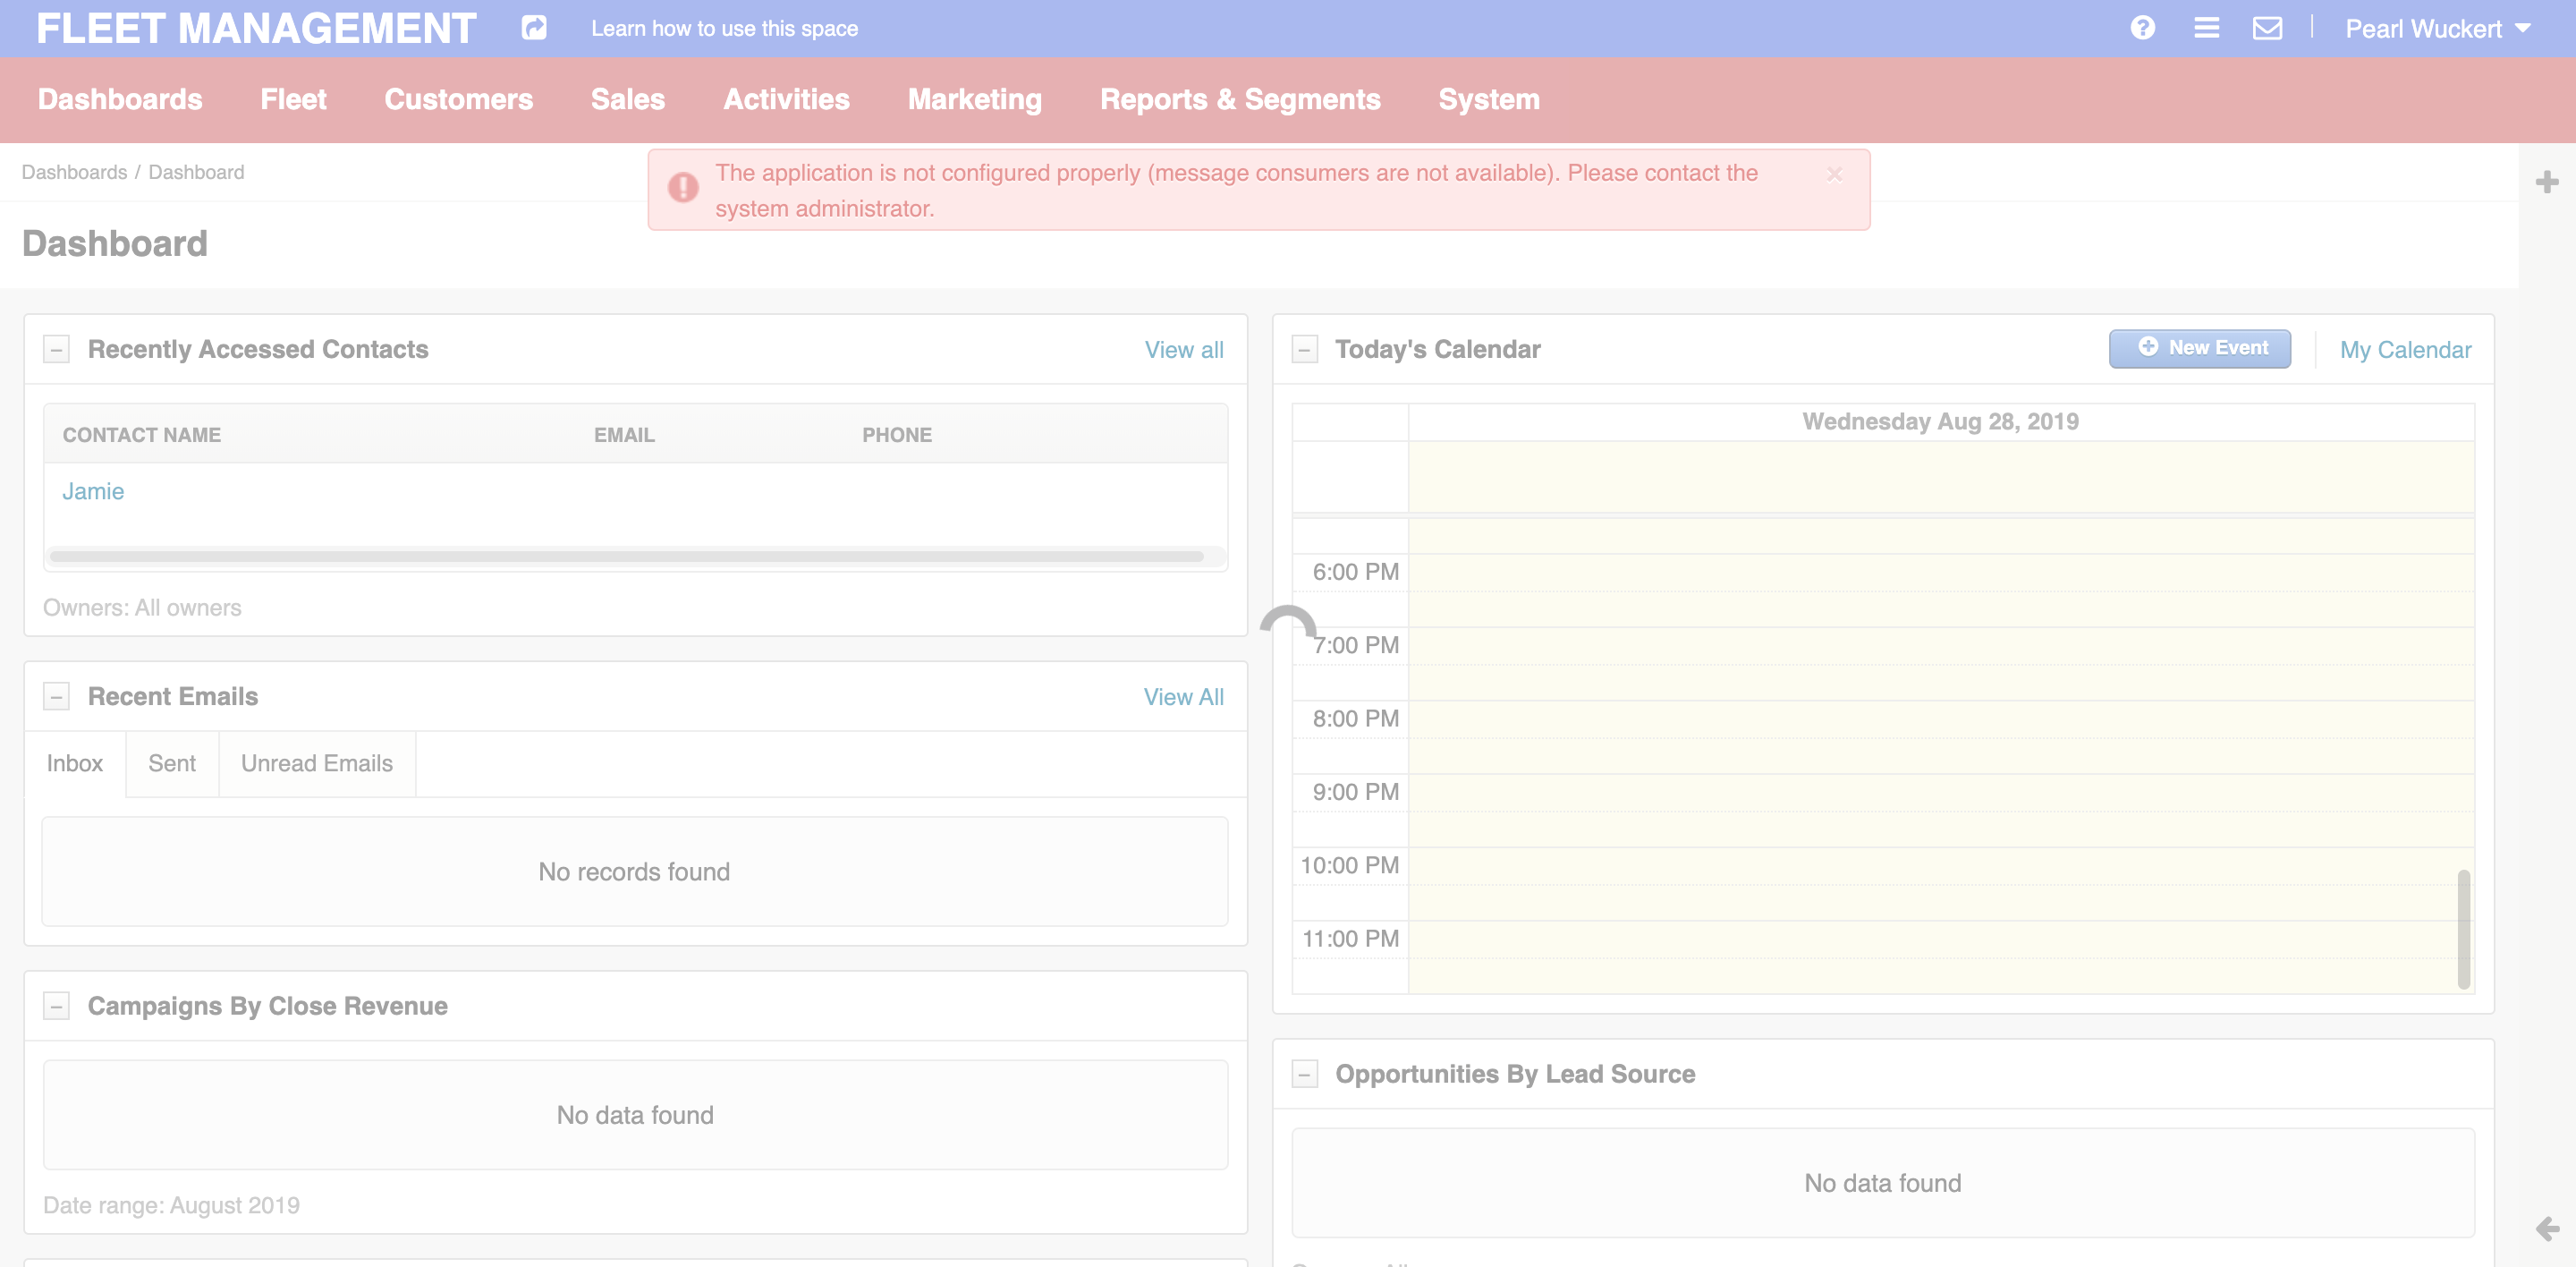 FLEET MANAGEMENT
Learn how to use this space
Pearl Wuckert
Dashboards
Fleet
Customers
Sales
Activities
Marketing
Reports & Segments
System
Dashboards / Dashboard
The application is not configured properly (message consumers are not available). Please contact the
system administrator.
Dashboard
Recently Accessed Contacts
View all
CONTACT NAME
EMAIL
PHONE
Jamie
Owners: All owners
Recent Emails
View All
Inbox
Sent
Unread Emails
No records found
Campaigns By Close Revenue
No data found
Date range: August 2019
Today's Calendar
New Event
My Calendar
Wednesday Aug 28, 2019
6:00 PM
7:00 PM
8:00 PM
9:00 PM
10:00 PM
11:00 PM
Opportunities By Lead Source
No data found